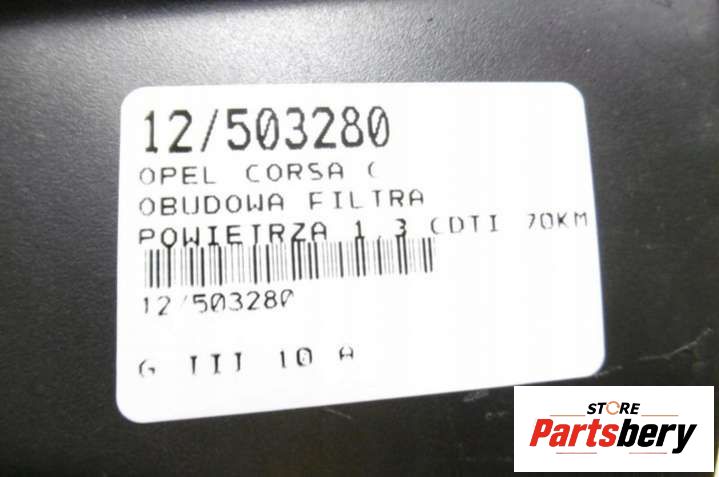 12/503280
OPEL CORSA C
OBUDOWA FILTRA
POWIETRZA 1,3 CDTI 70KM
12/503280
G III 10 A
STORE
Partsbery